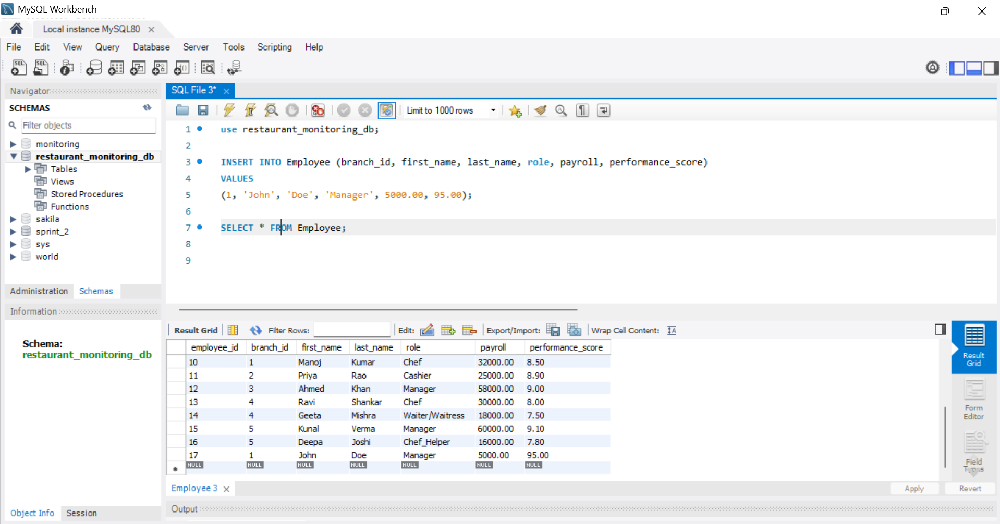 MySQL Workbench
Local instance MySQL80
File Edit View Query Database Server Tools Scripting Help
Navigator
SQL File 3*
SCHEMAS
Limit to 1000 rows
Filter objects
monitoring
restaurant_monitoring_db
Tables
Views
Stored Procedures
Functions
sakila
sprint_2
sys
world
Administration Schemas
Information
Schema:
restaurant_monitoring_db
Object Info Session
1 use restaurant_monitoring_db;
2
3 INSERT INTO Employee (branch_id, first_name, last_name, role, payroll, performance_score)
4 VALUES
5 (1, 'John', 'Doe', 'Manager', 5000.00, 95.00);
6
7 SELECT * FROM Employee;
8
9
Result Grid Filter Rows: Edit: Export/Import: Wrap Cell Content:
employee_id branch_id first_name last_name role payroll performance_score
10 1 Manoj Kumar Chef 32000.00 8.50
11 2 Priya Rao Cashier 25000.00 8.90
12 3 Ahmed Khan Manager 58000.00 9.00
13 4 Ravi Shankar Chef 30000.00 8.00
14 4 Geeta Mishra Waiter/Waitress 18000.00 7.50
15 5 Kunal Verma Manager 60000.00 9.10
16 5 Deepa Joshi Chef_Helper 16000.00 7.80
17 1 John Doe Manager 5000.00 95.00
NULL NULL NULL NULL NULL NULL NULL
Result
Grid
Form
Editor
Field
Types
Employee 3
Apply Revert
Output